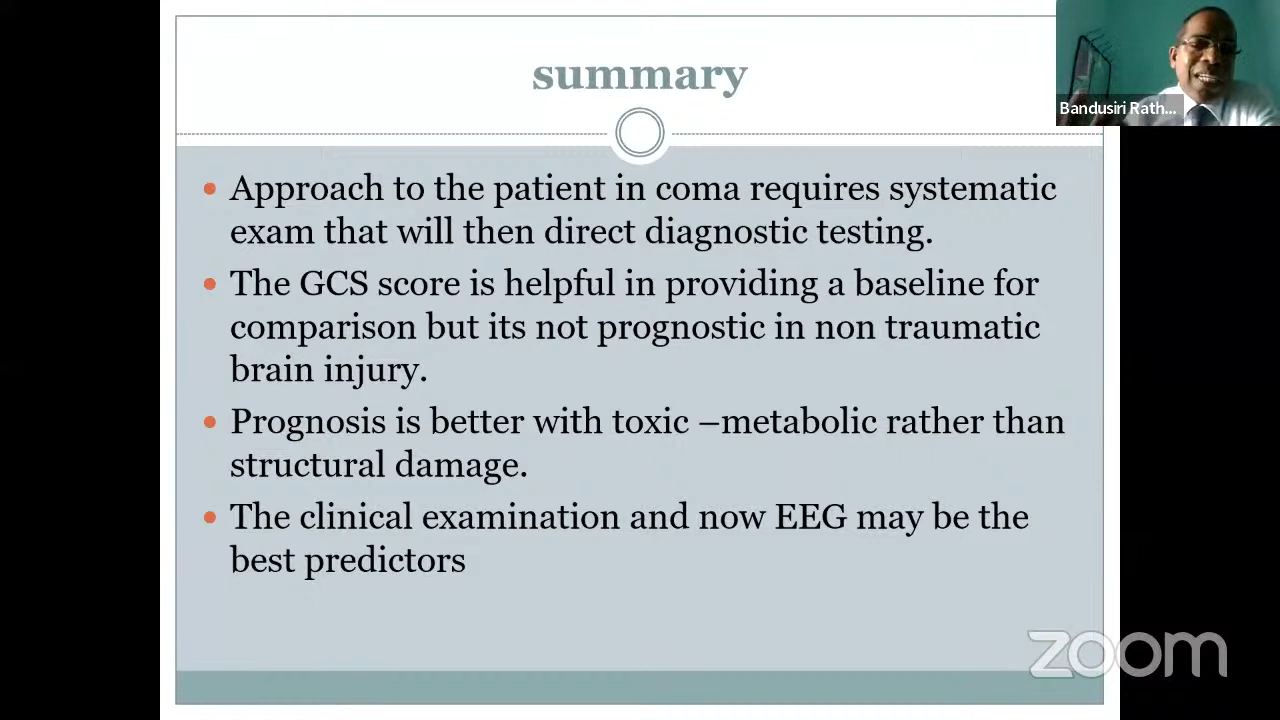 summary
Bandusiri Rath...
• Approach to the patient in coma requires systematic
exam that will then direct diagnostic testing.
• The GCS score is helpful in providing a baseline for
comparison but its not prognostic in non traumatic
brain injury.
• Prognosis is better with toxic –metabolic rather than
structural damage.
• The clinical examination and now EEG may be the
best predictors
zoom